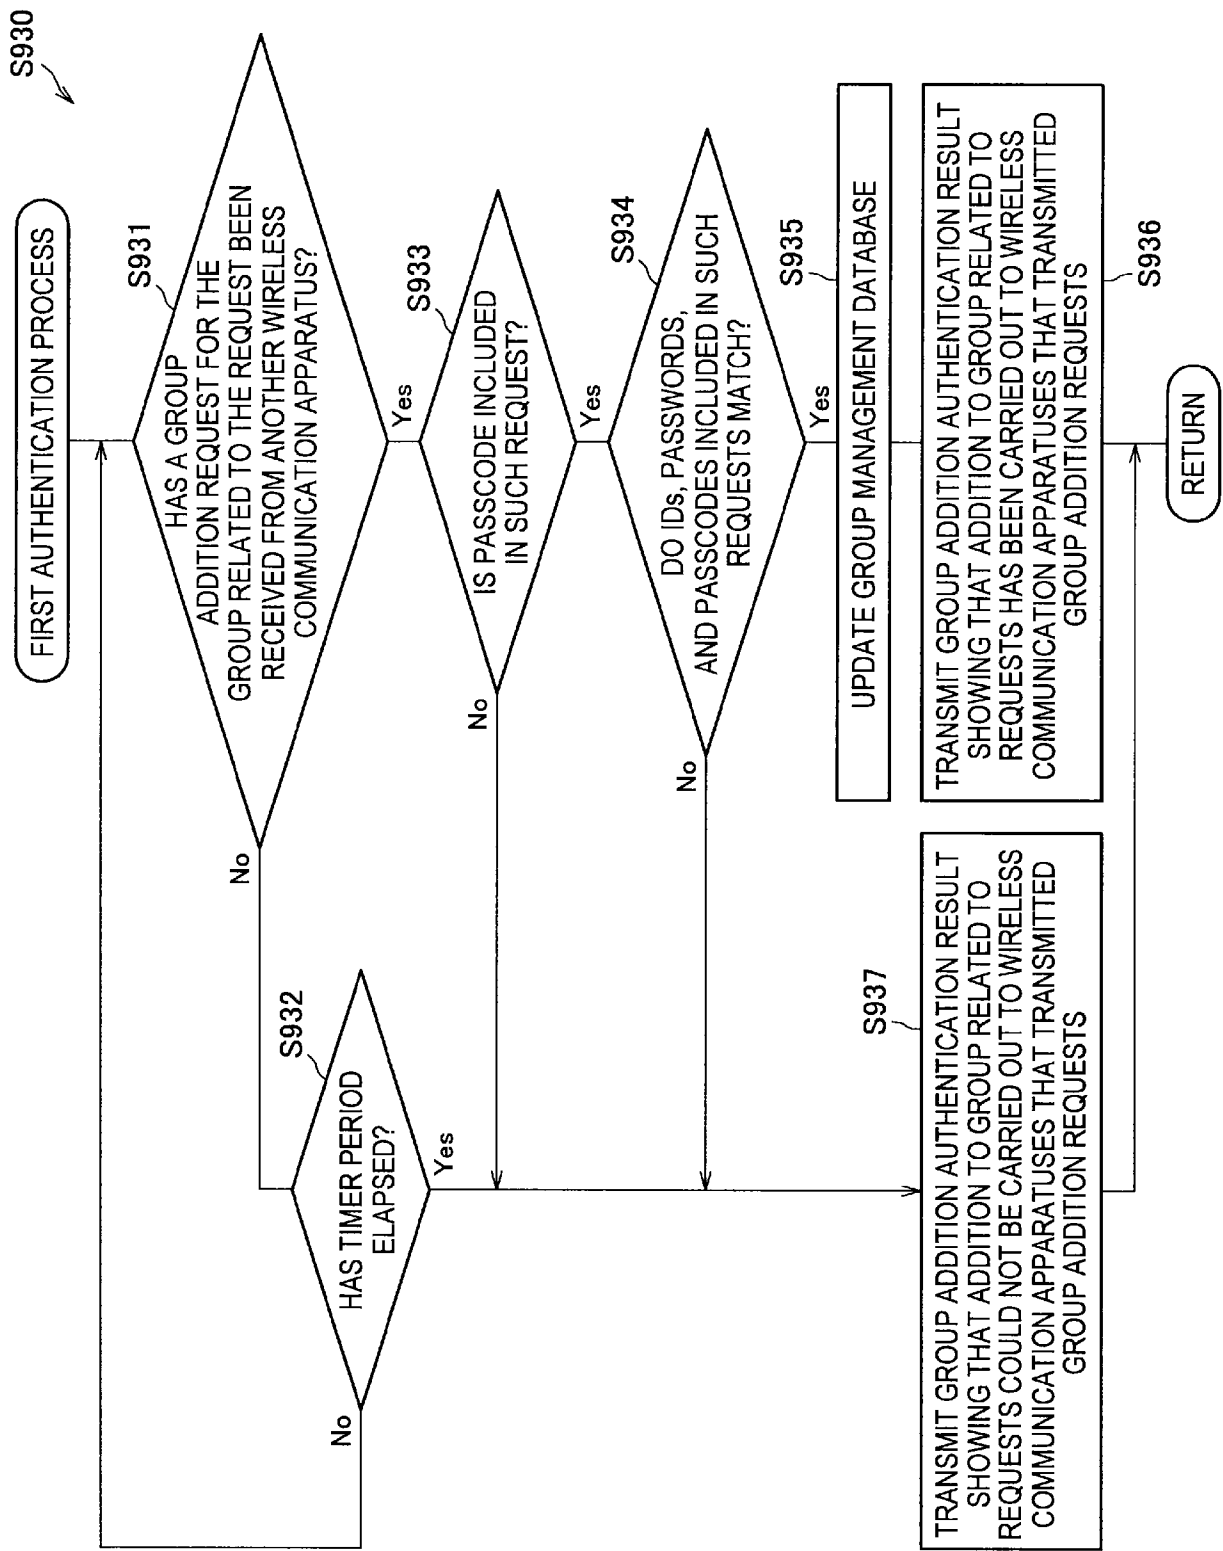 S930
FIRST AUTHENTICATION PROCESS
S931
HAS A GROUP
ADDITION REQUEST FOR THE
GROUP RELATED TO THE REQUEST BEEN
RECEIVED FROM ANOTHER WIRELESS
COMMUNICATION APPARATUS?
No
Yes
S932
HAS TIMER PERIOD
ELAPSED?
No
Yes
S933
IS PASSCODE INCLUDED
IN SUCH REQUEST?
No
Yes
S934
DO IDs, PASSWORDS,
AND PASSCODES INCLUDED IN SUCH
REQUESTS MATCH?
No
Yes
S935
UPDATE GROUP MANAGEMENT DATABASE
S937
TRANSMIT GROUP ADDITION AUTHENTICATION RESULT
SHOWING THAT ADDITION TO GROUP RELATED TO
REQUESTS COULD NOT BE CARRIED OUT TO WIRELESS
COMMUNICATION APPARATUSES THAT TRANSMITTED
GROUP ADDITION REQUESTS
TRANSMIT GROUP ADDITION AUTHENTICATION RESULT
SHOWING THAT ADDITION TO GROUP RELATED TO
REQUESTS HAS BEEN CARRIED OUT TO WIRELESS
COMMUNICATION APPARATUSES THAT TRANSMITTED
GROUP ADDITION REQUESTS
S936
RETURN